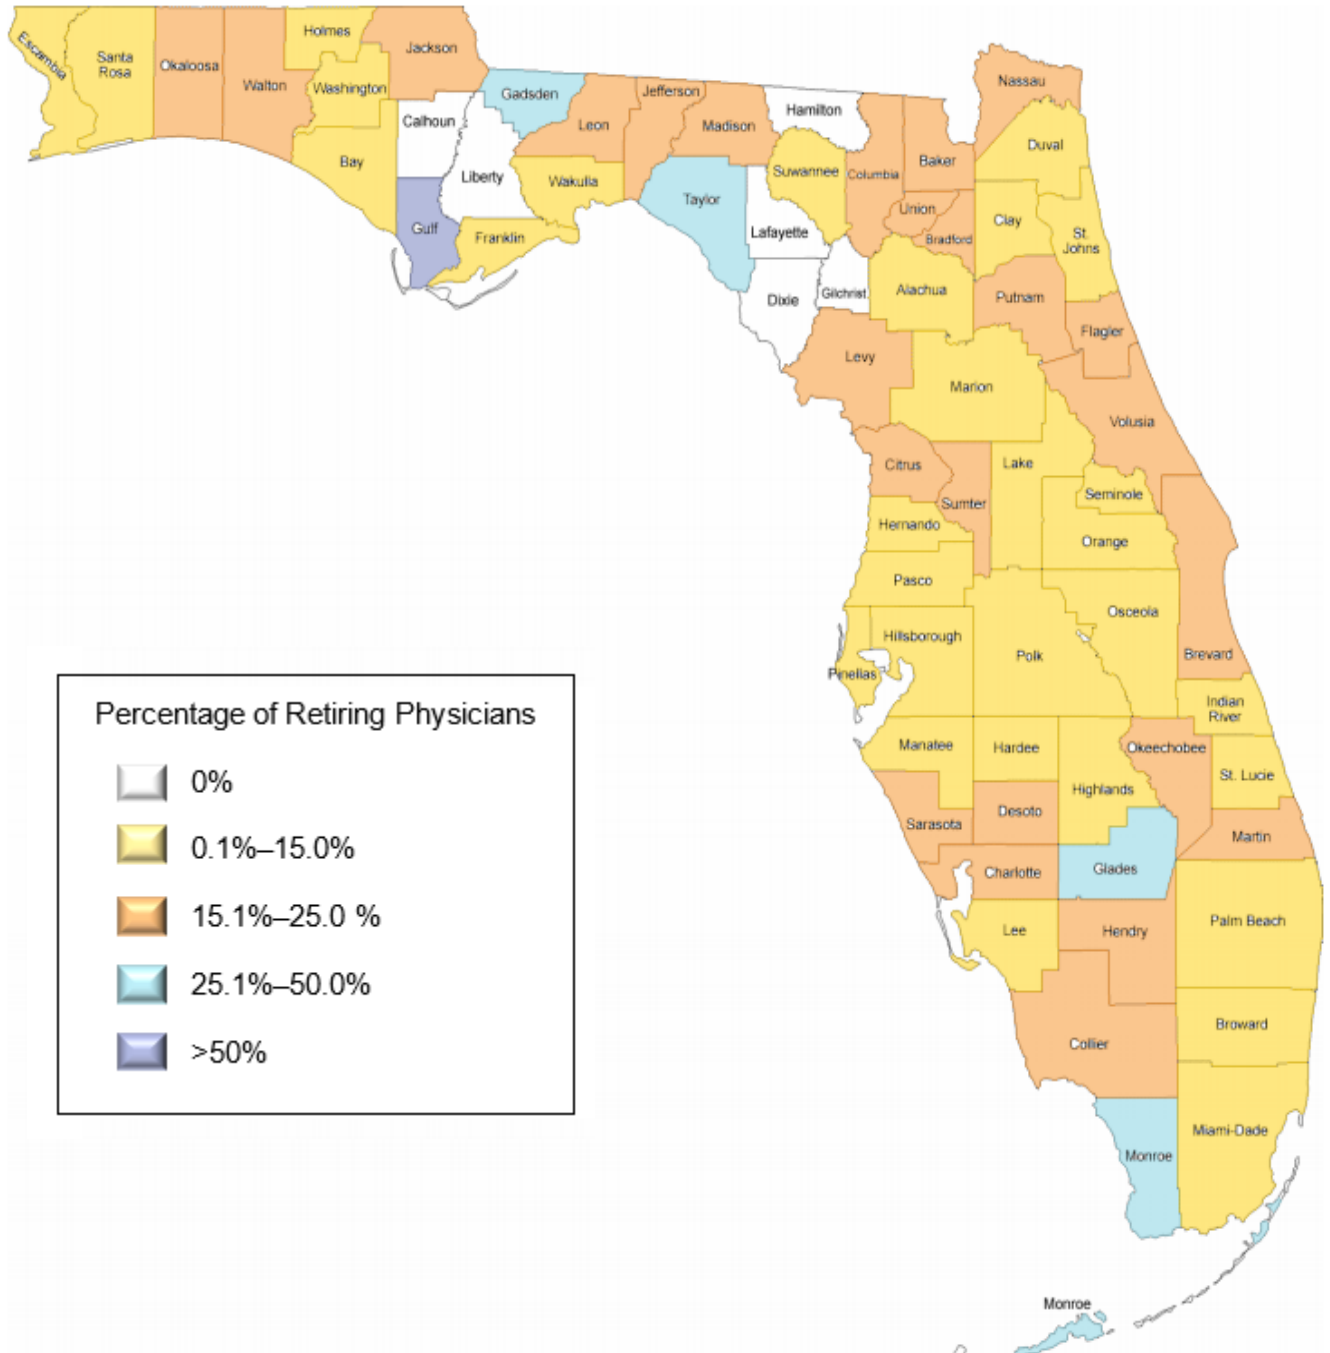 Escambia
Santa
Rosa
Okaloosa
Walton
Holmes
Washington
Bay
Jackson
Calhoun
Gulf
Liberty
Gadsden
Franklin
Wakulla
Leon
Jefferson
Madison
Taylor
Hamilton
Suwannee
Lafayette
Dixie
Gilchrist
Columbia
Baker
Union
Bradford
Nassau
Duval
Clay
St.
Johns
Alachua
Putnam
Flagler
Levy
Marion
Volusia
Citrus
Sumter
Lake
Seminole
Hernando
Orange
Pasco
Osceola
Hillsborough
Pinellas
Polk
Brevard
Indian
River
Manatee
Hardee
Highlands
Okeechobee
St. Lucie
Sarasota
Desoto
Martin
Charlotte
Glades
Lee
Hendry
Palm Beach
Broward
Collier
Miami-Dade
Monroe
Monroe
Percentage of Retiring Physicians
0%
0.1%–15.0%
15.1%–25.0 %
25.1%–50.0%
>50%